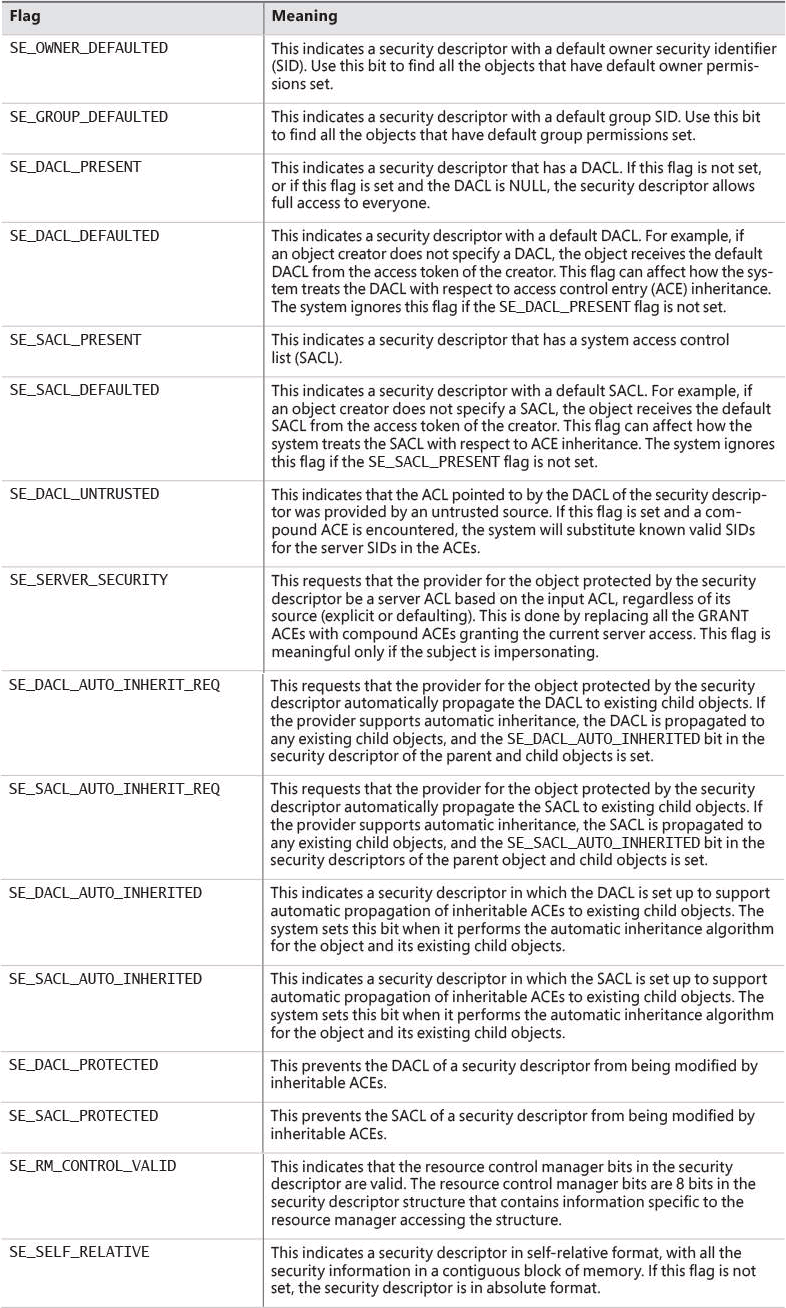 Flag Meaning
SE_OWNER_DEFAULTED This indicates a security descriptor with a default owner security identifier
(SID). Use this bit to find all the objects that have default owner permis-
sions set.
SE_GROUP_DEFAULTED This indicates a security descriptor with a default group SID. Use this bit
to find all the objects that have default group permissions set.
SE_DACL_PRESENT This indicates a security descriptor that has a DACL. If this flag is not set,
or if this flag is set and the DACL is NULL, the security descriptor allows
full access to everyone.
SE_DACL_DEFAULTED This indicates a security descriptor with a default DACL. For example, if
an object creator does not specify a DACL, the object receives the default
DACL from the access token of the creator. This flag can affect how the sys-
tem treats the DACL with respect to access control entry (ACE) inheritance.
The system ignores this flag if the SE_DACL_PRESENT flag is not set.
SE_SACL_PRESENT This indicates a security descriptor that has a system access control
list (SACL).
SE_SACL_DEFAULTED This indicates a security descriptor with a default SACL. For example, if
an object creator does not specify a SACL, the object receives the default
SACL from the access token of the creator. This flag can affect how the
system treats the SACL with respect to ACE inheritance. The system ignores
this flag if the SE_SACL_PRESENT flag is not set.
SE_DACL_UNTRUSTED This indicates that the ACL pointed to by the DACL of the security descrip-
tor was provided by an untrusted source. If this flag is set and a com-
pound ACE is encountered, the system will substitute known valid SIDs
for the server SIDs in the ACEs.
SE_SERVER_SECURITY This requests that the provider for the object protected by the security
descriptor be a server ACL based on the input ACL, regardless of its
source (explicit or defaulting). This is done by replacing all the GRANT
ACEs with compound ACEs granting the current server access. This flag is
meaningful only if the subject is impersonating.
SE_DACL_AUTO_INHERIT_REQ This requests that the provider for the object protected by the security
descriptor automatically propagate the DACL to existing child objects. If
the provider supports automatic inheritance, the DACL is propagated to
any existing child objects, and the SE_DACL_AUTO_INHERITED bit in the
security descriptor of the parent and child objects is set.
SE_SACL_AUTO_INHERIT_REQ This requests that the provider for the object protected by the security
descriptor automatically propagate the SACL to existing child objects. If
the provider supports automatic inheritance, the SACL is propagated to
any existing child objects, and the SE_SACL_AUTO_INHERITED bit in the
security descriptors of the parent object and child objects is set.
SE_DACL_AUTO_INHERITED This indicates a security descriptor in which the DACL is set up to support
automatic propagation of inheritable ACEs to existing child objects. The
system sets this bit when it performs the automatic inheritance algorithm
for the object and its existing child objects.
SE_SACL_AUTO_INHERITED This indicates a security descriptor in which the SACL is set up to support
automatic propagation of inheritable ACEs to existing child objects. The
system sets this bit when it performs the automatic inheritance algorithm
for the object and its existing child objects.
SE_DACL_PROTECTED This prevents the DACL of a security descriptor from being modified by
inheritable ACEs.
SE_SACL_PROTECTED This prevents the SACL of a security descriptor from being modified by
inheritable ACEs.
SE_RM_CONTROL_VALID This indicates that the resource control manager bits in the security
descriptor are valid. The resource control manager bits are 8 bits in the
security descriptor structure that contains information specific to the
resource manager accessing the structure.
SE_SELF_RELATIVE This indicates a security descriptor in self-relative format, with all the
security information in a contiguous block of memory. If this flag is not
set, the security descriptor is in absolute format.